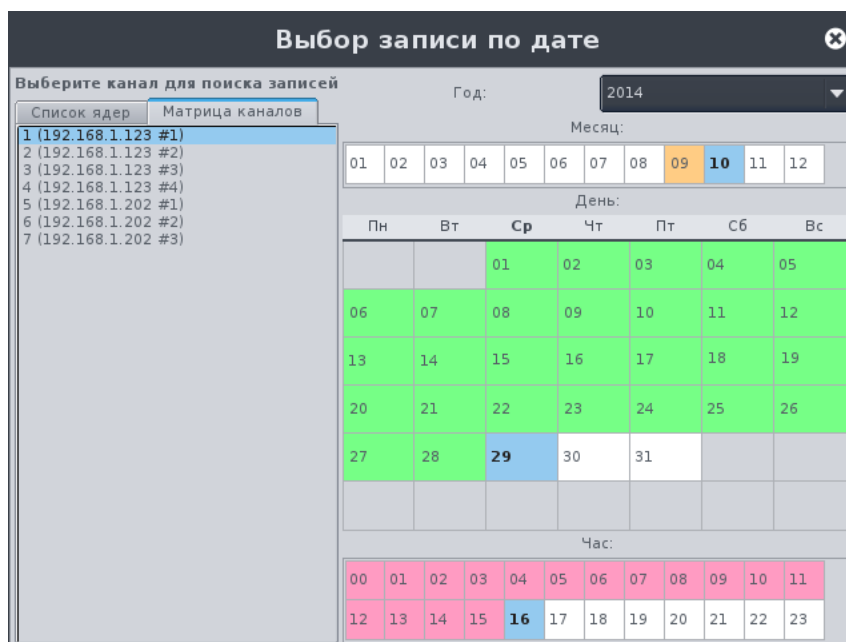 Выбор записи по дате
Выберите канал для поиска записей
Список ядер Матрица каналов
1 (192.168.1.123 #1)
2 (192.168.1.123 #2)
3 (192.168.1.123 #3)
4 (192.168.1.123 #4)
5 (192.168.1.202 #1)
6 (192.168.1.202 #2)
7 (192.168.1.202 #3)
Год: 2014
Месяц:
01 02 03 04 05 06 07 08 09 10 11 12
День:
Пн Вт Ср Чт Пт Сб Вс
01 02 03 04 05
06 07 08 09 10 11 12
13 14 15 16 17 18 19
20 21 22 23 24 25 26
27 28 29 30 31
Час:
00 01 02 03 04 05 06 07 08 09 10 11
12 13 14 15 16 17 18 19 20 21 22 23